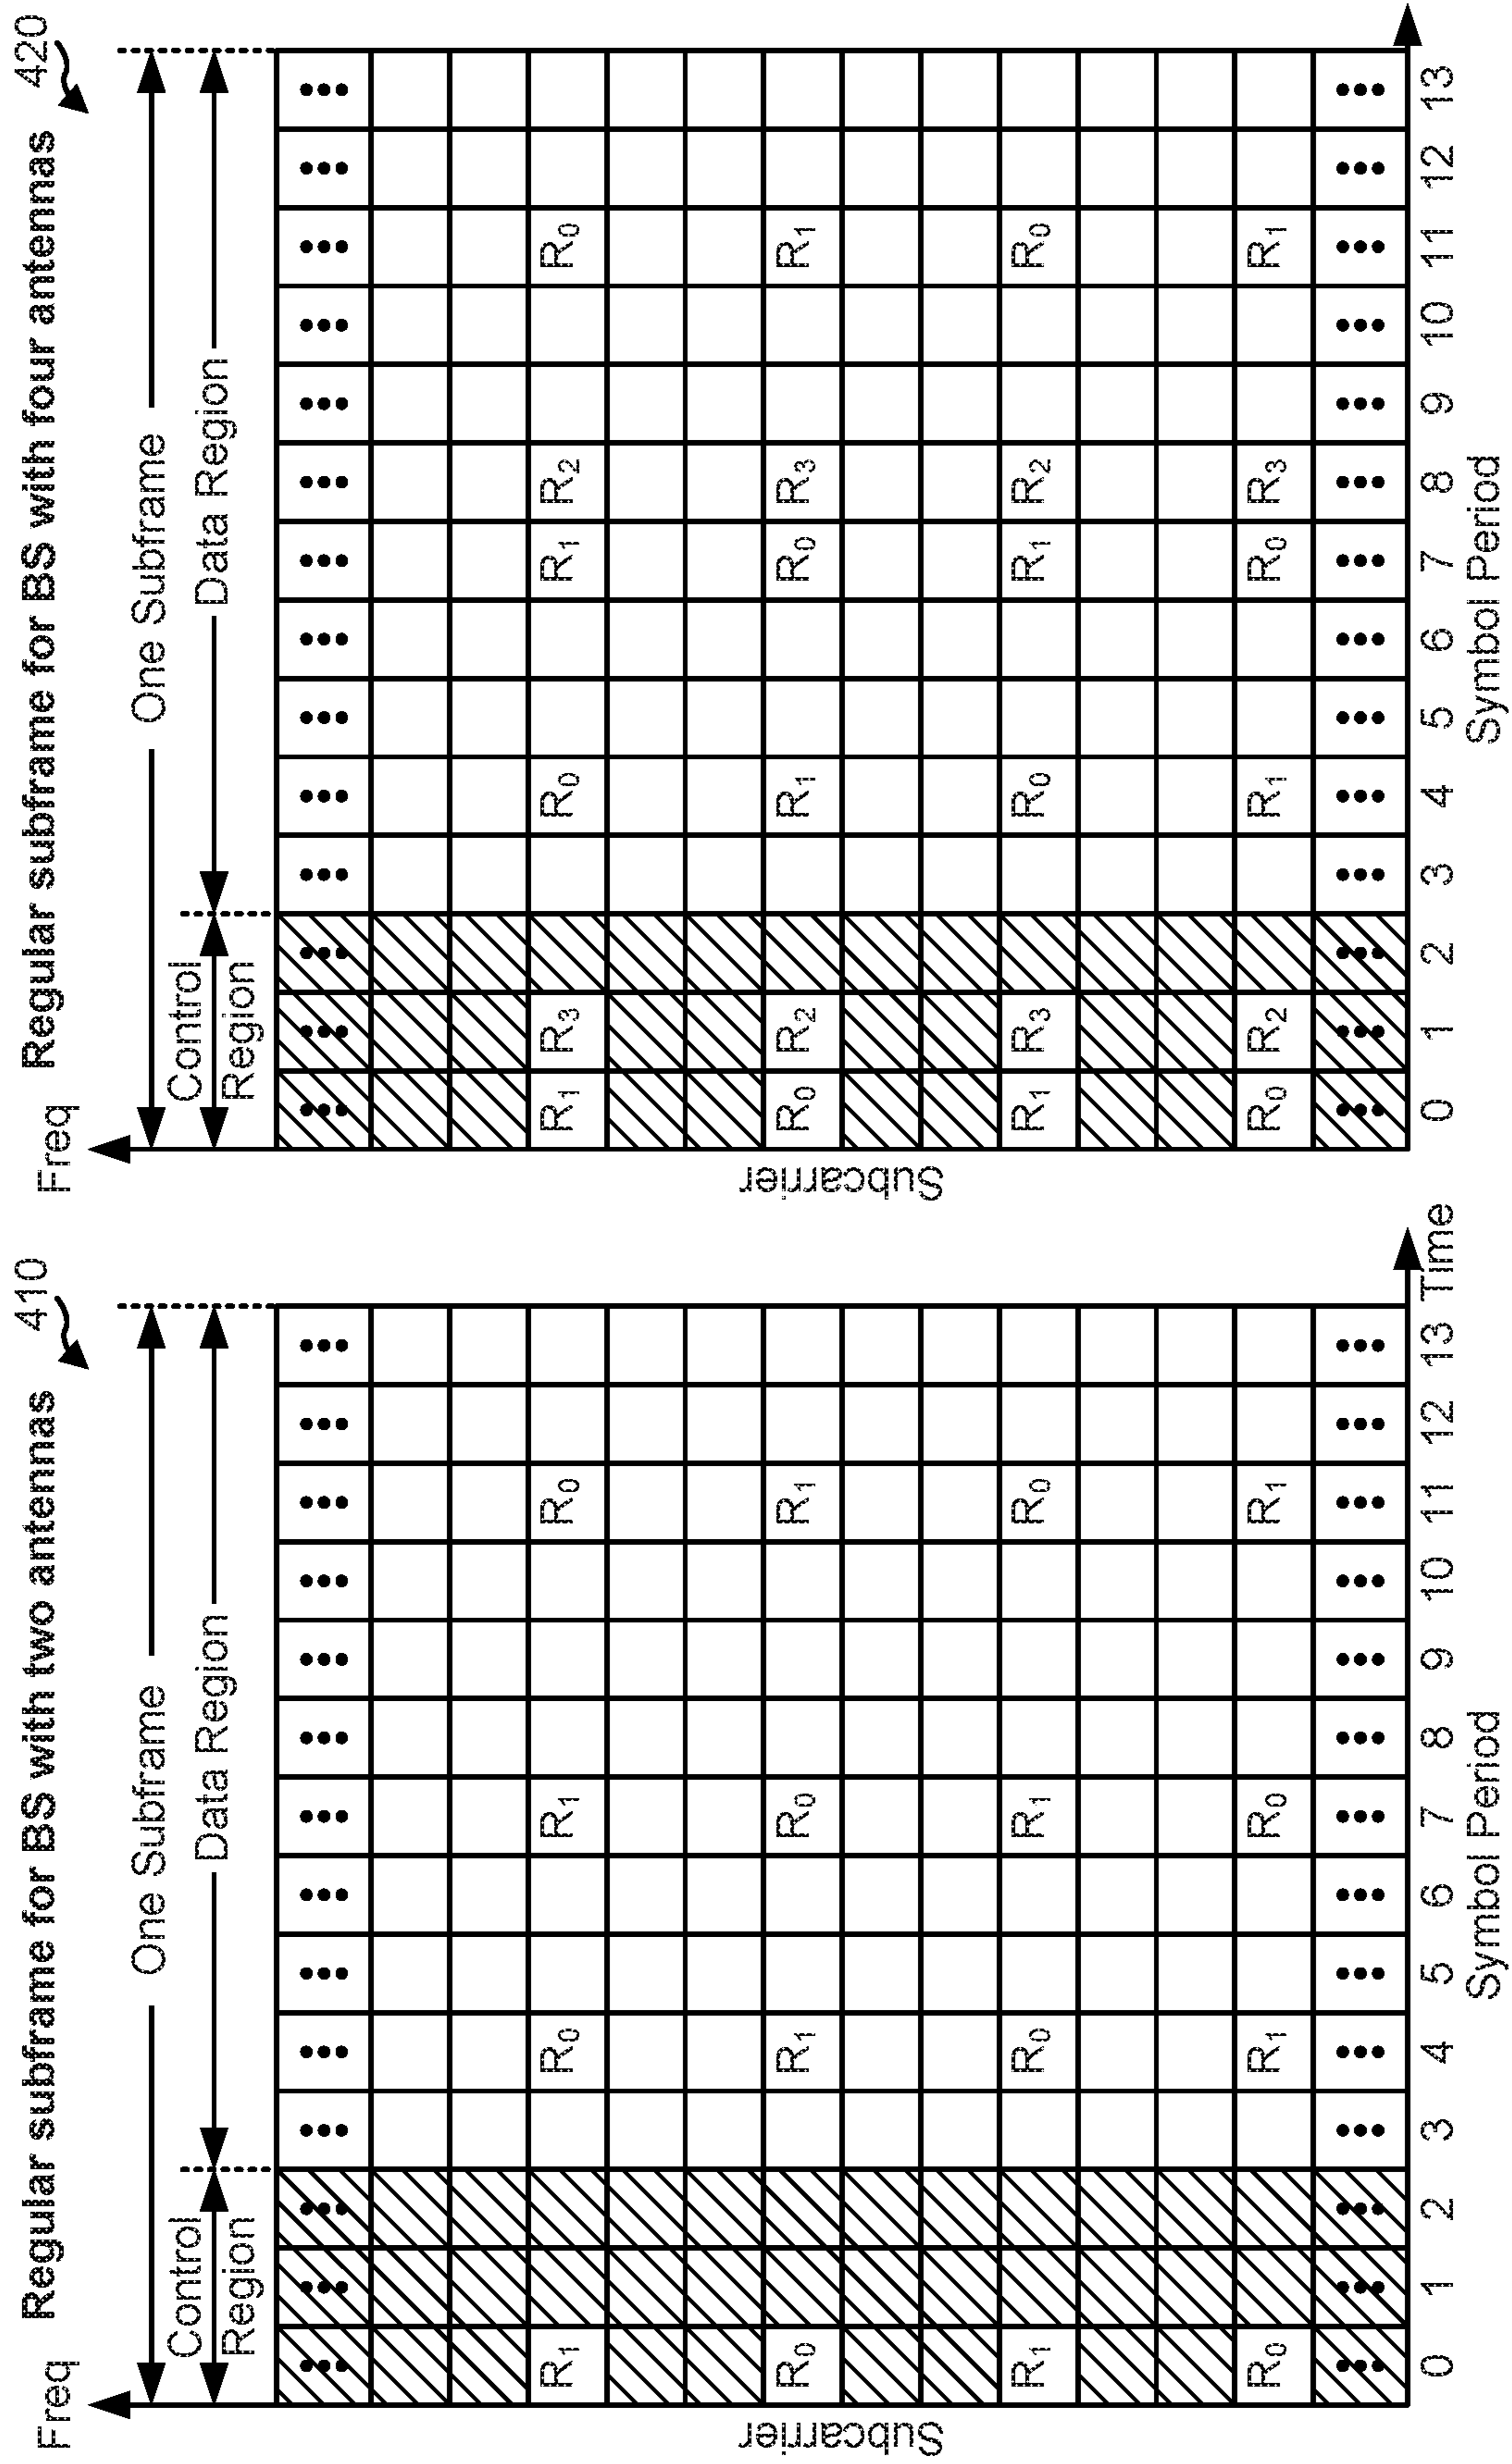 Regular subframe for BS with two antennas
410
Freq
One Subframe
Control
Region
Data Region
Subcarrier
R0 R1 R0
R1 R0 R1 R0
R1 R0
R1 R0 R1
R0 R1 R0 R1
0 1 2 3 4 5 6 7 8 9 10 11 12 13
Time
Symbol Period
Regular subframe for BS with four antennas
420
Freq
One Subframe
Control
Region
Data Region
Subcarrier
R1 R3 R0 R1 R2 R0
R0 R2 R1 R0 R3 R1
R1 R3 R0 R1 R2 R0
R0 R2 R1 R0 R3 R1
0 1 2 3 4 5 6 7 8 9 10 11 12 13
Symbol Period